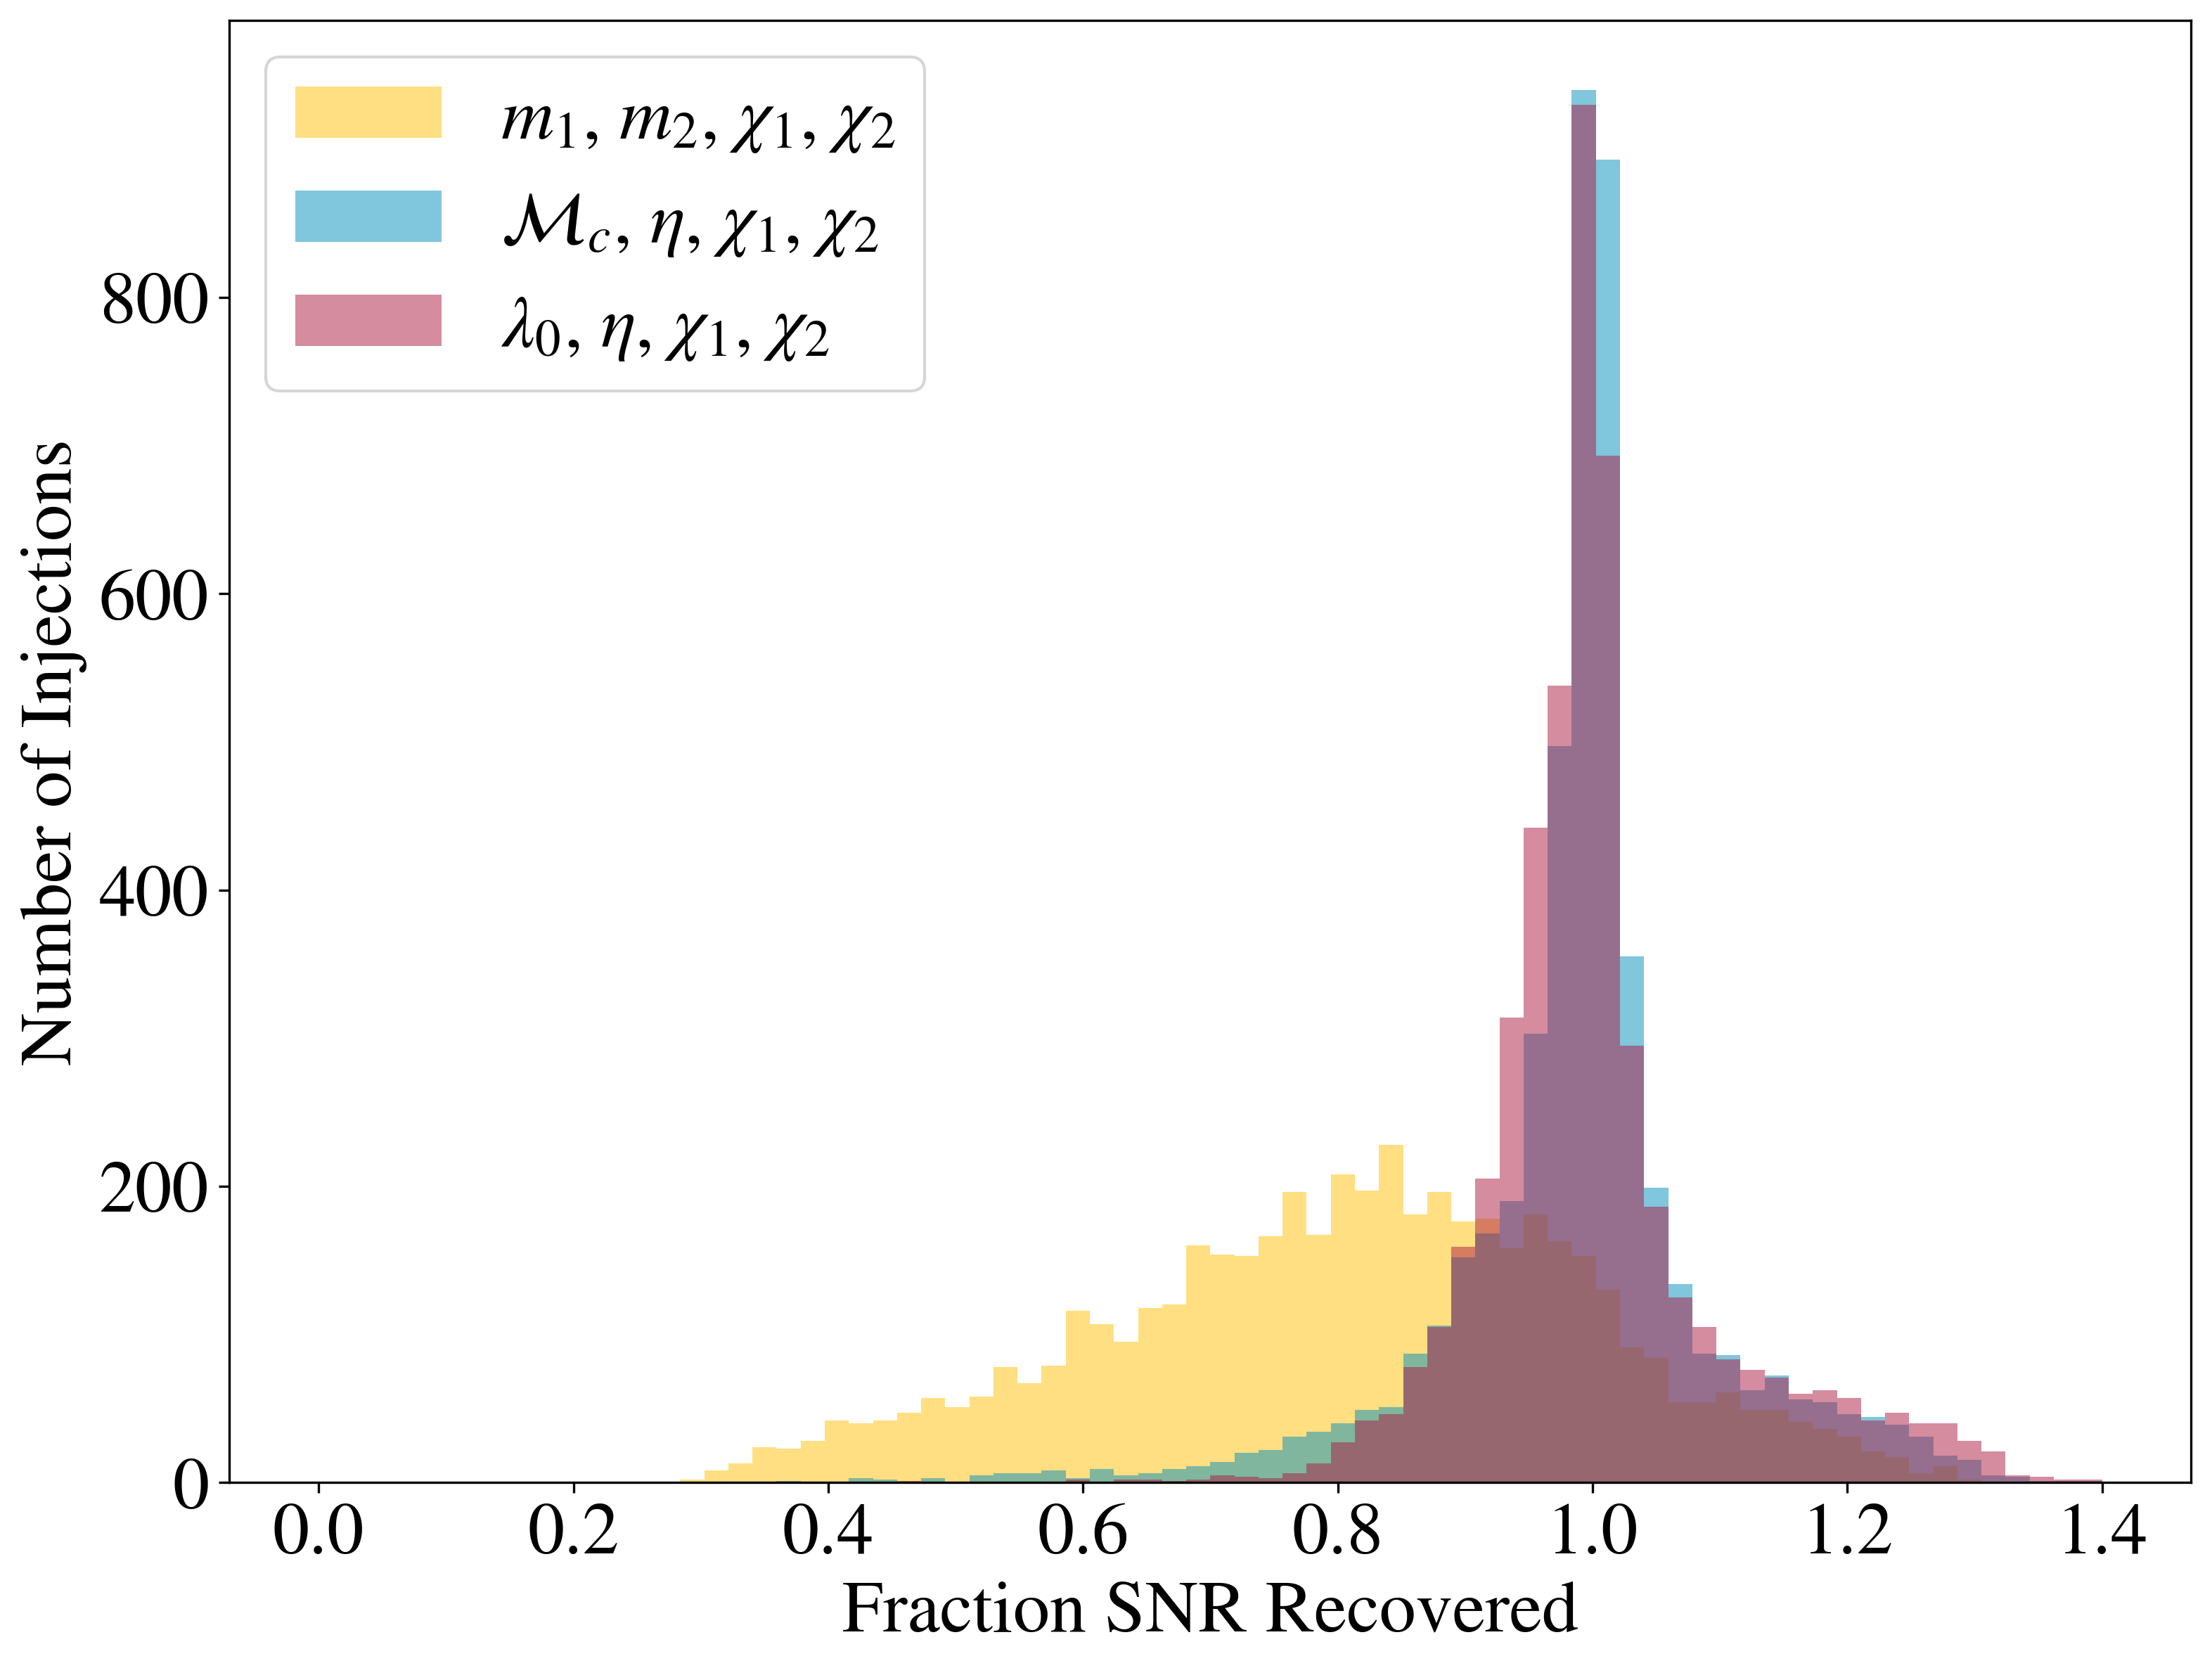 m₁, m₂, χ₁, χ₂
ℳ_c, η, χ₁, χ₂
λ₀, η, χ₁, χ₂
Number of Injections
800
600
400
200
0
0.0 0.2 0.4 0.6 0.8 1.0 1.2 1.4
Fraction SNR Recovered